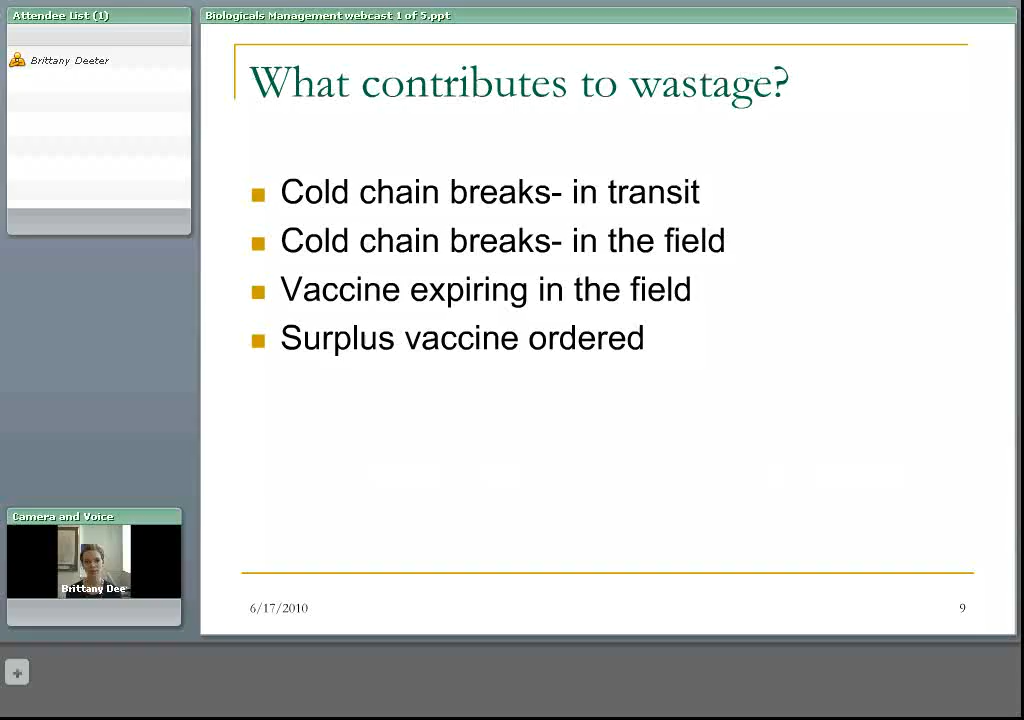 Attendee List (1)
Brittany Deeter
Biologicals Management webcast 1 of 5.ppt
What contributes to wastage?
Cold chain breaks- in transit
Cold chain breaks- in the field
Vaccine expiring in the field
Surplus vaccine ordered
6/17/2010
9
Camera and Voice
Brittany Dee